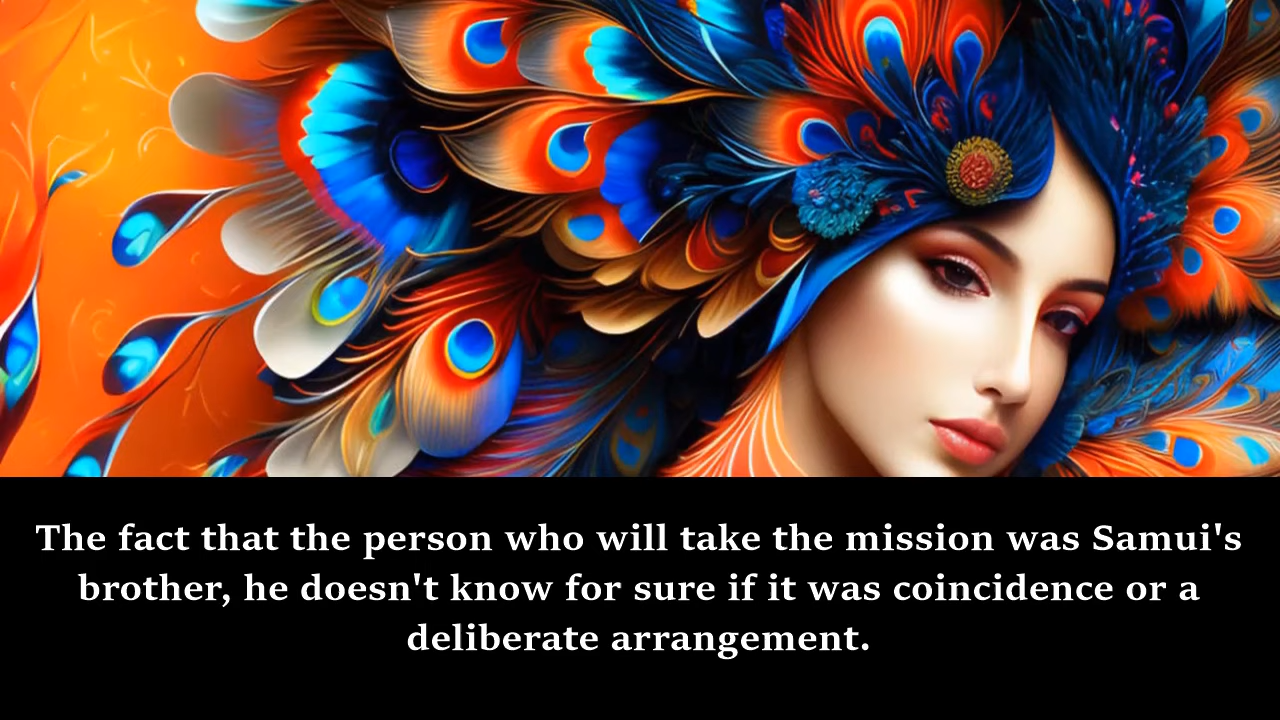 The fact that the person who will take the mission was Samui's
brother, he doesn't know for sure if it was coincidence or a
deliberate arrangement.